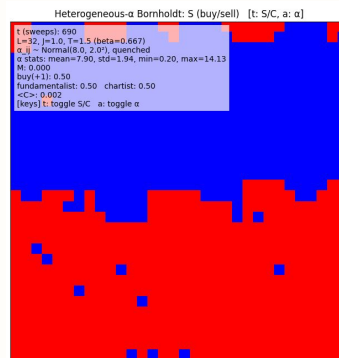 Heterogeneous-α Bornholdt: S (buy/sell)   [t: S/C, a: α]
t (sweeps): 690
L=32, J=1.0, T=1.5 (beta=0.667)
α_ij ~ Normal(8.0, 2.0²), quenched
α stats: mean=7.90, std=1.94, min=0.20, max=14.13
M: 0.000
buy(+1): 0.50
fundamentalist: 0.50   chartist: 0.50
<C>: 0.002
[keys] t: toggle S/C   a: toggle α